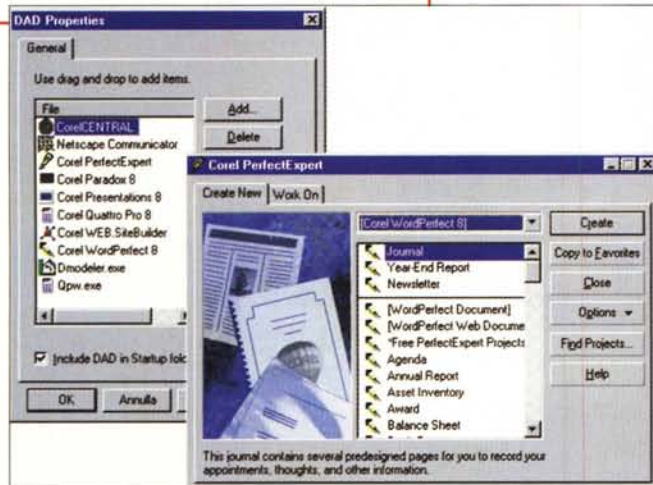 DAD Properties
General
Use drag and drop to add items.
File
CorelCENTRAL
Netscape Communicator
Corel PerfectExpert
Corel Paradox 8
Corel Presentations 8
Corel Quattro Pro 8
Corel WEB.SiteBuilder
Corel WordPerfect 8
Dmodeler.exe
Qpw.exe
Add...
Delete
Include DAD in Startup fold
OK
Annulla
Corel PerfectExpert
Create New
Work On
[Corel WordPerfect 8]
Journal
Year-End Report
Newsletter
[WordPerfect Document]
[WordPerfect Web Docume
*Free PerfectExpert Projects
Agenda
Annual Report
Asset Inventory
Award
Balance Sheet
Create
Copy to Favorites
Close
Options
Find Projects...
Help
This journal contains several predesigned pages for you to record your
appointments, thoughts, and other information.